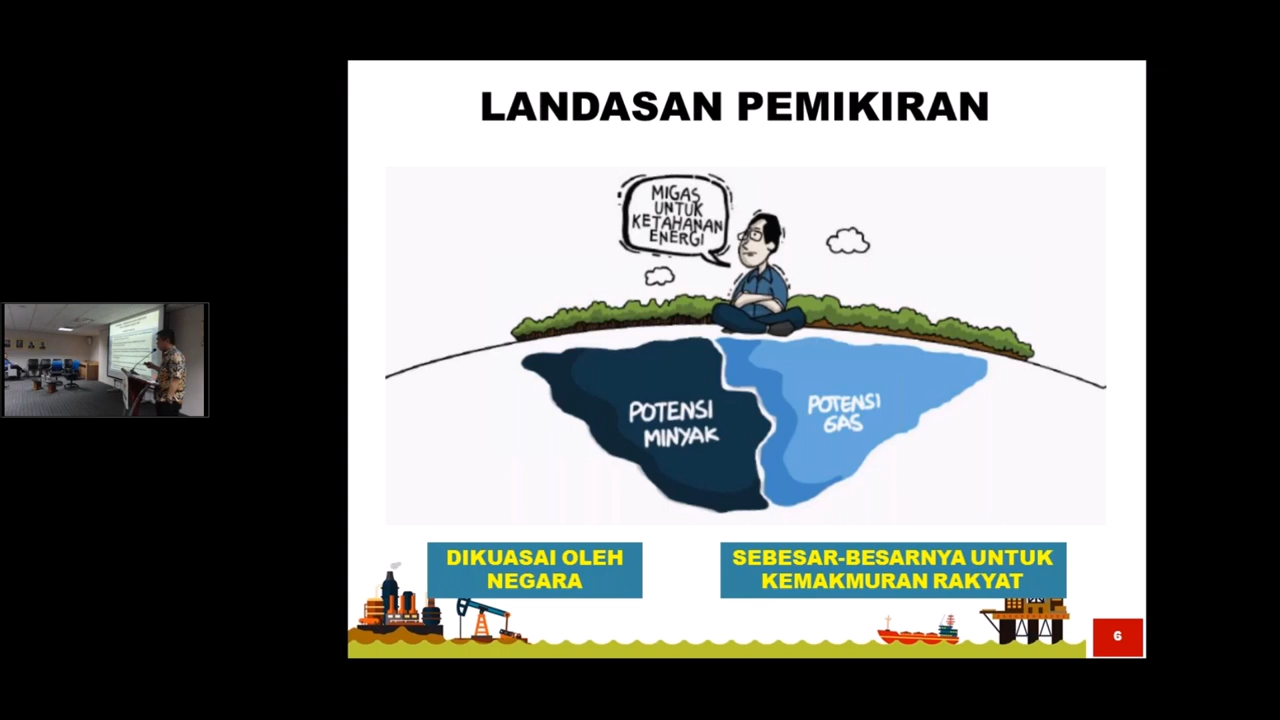 LANDASAN PEMIKIRAN
MIGAS
UNTUK
KETAHANAN
ENERGI
POTENSI
MINYAK
POTENSI
GAS
DIKUASAI OLEH
NEGARA
SEBESAR-BESARNYA UNTUK
KEMAKMURAN RAKYAT
6